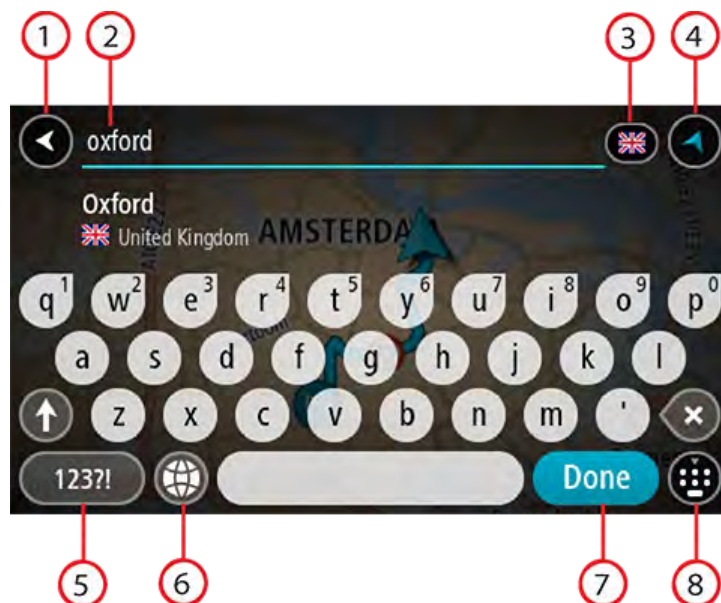 1 2 3 4
oxford
Oxford
United Kingdom
AMSTERDA
q1 w2 e3 r4 t5 y6 u7 i8 o9 p0
a s d f g h j k l
z x c v b n m '
123?! Done
5 6 7 8